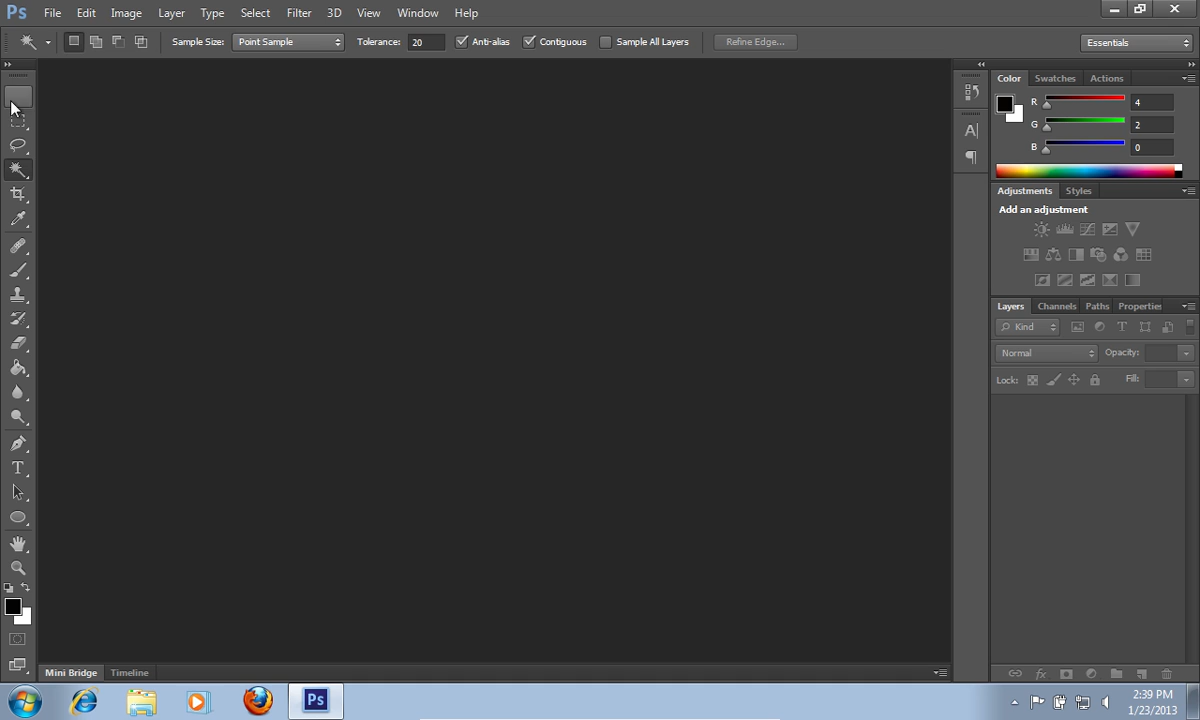 Ps File Edit Image Layer Type Select Filter 3D View Window Help
Sample Size: Point Sample Tolerance: 20 Anti-alias Contiguous Sample All Layers Refine Edge... Essentials
Color Swatches Actions
R 4
G 2
B 0
Adjustments Styles
Add an adjustment
Layers Channels Paths Properties
Kind
Normal Opacity:
Lock: Fill:
Mini Bridge Timeline
Ps
2:39 PM
1/23/2013